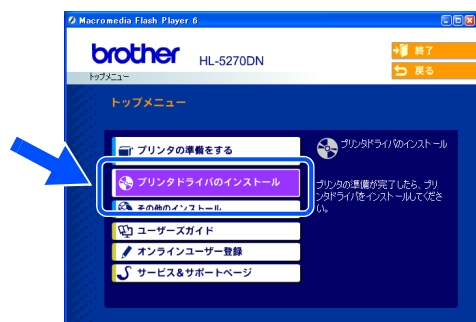 Macromedia Flash Player 6
brother HL-5270DN
終了
戻る
トップメニュー
トップメニュー
プリンタの準備をする
プリンタドライバのインストール
その他のインストール
ユーザーズガイド
オンラインユーザー登録
サービス&サポートページ
プリンタドライバのインストール
プリンタの準備が完了したら、プリ
ンタドライバをインストールしてくださ
い。